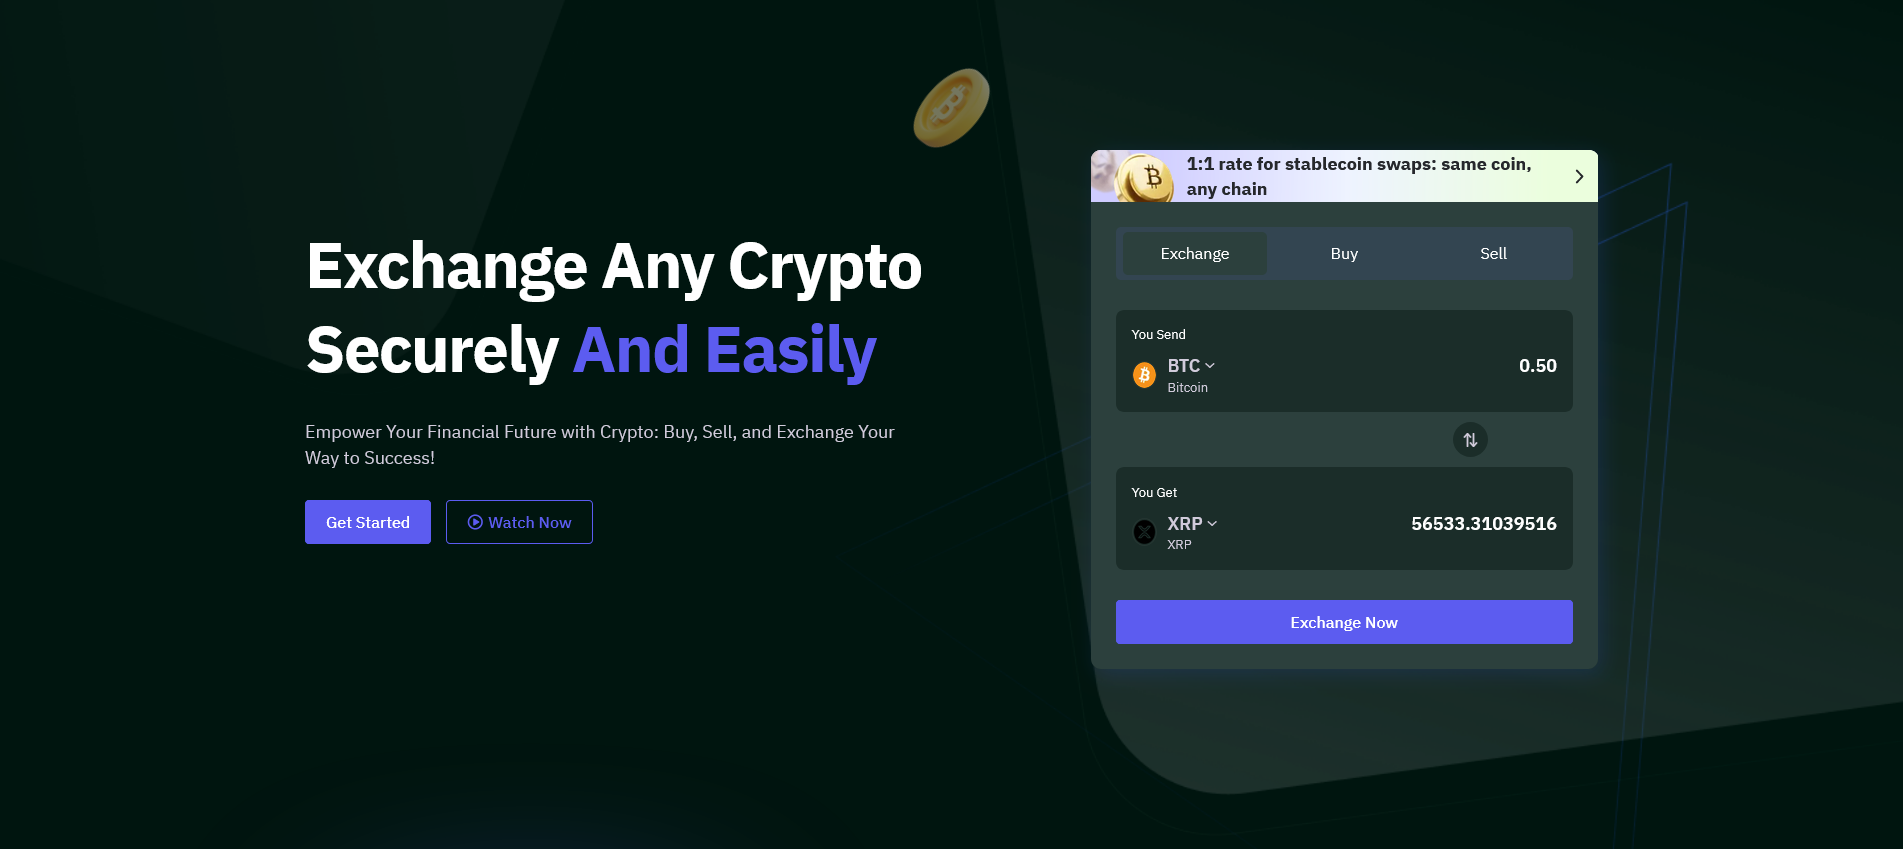 Exchange Any Crypto
Securely And Easily
Empower Your Financial Future with Crypto: Buy, Sell, and Exchange Your
Way to Success!
Get Started
Watch Now
1:1 rate for stablecoin swaps: same coin,
any chain
Exchange Buy Sell
You Send
BTC 0.50
Bitcoin
You Get
XRP 56533.31039516
XRP
Exchange Now